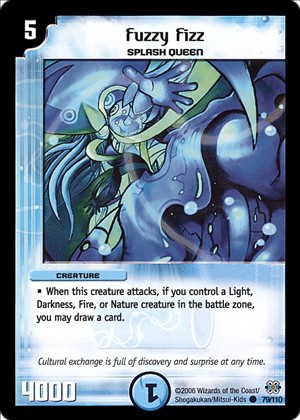 5
Fuzzy Fizz
SPLASH QUEEN
CREATURE
▪ When this creature attacks, if you control a Light,
Darkness, Fire, or Nature creature in the battle zone,
you may draw a card.
Cultural exchange is full of discovery and surprise at any time.
4000
1
©2006 Wizards of the Coast/
Shogakukan/Mitsui-Kids ● 79/110